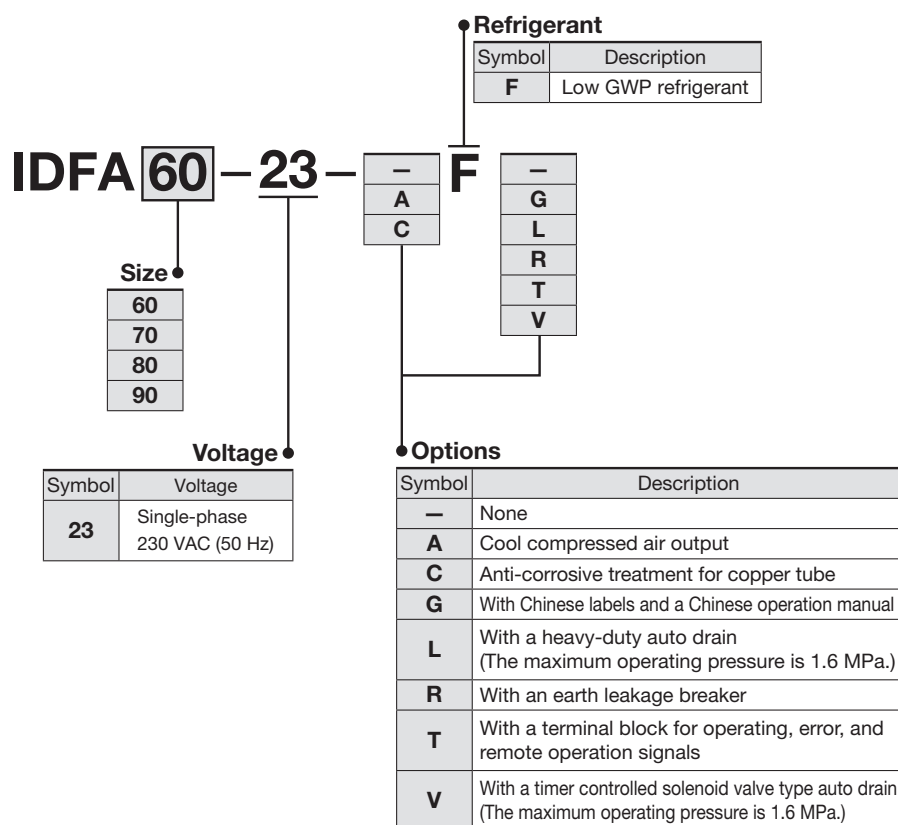 Refrigerant
Symbol Description
F Low GWP refrigerant
IDFA 60 – 23 – – F –
A G
C L
R
T
V
Size
60
70
80
90
Voltage
Symbol Voltage
23 Single-phase
230 VAC (50 Hz)
Options
Symbol Description
– None
A Cool compressed air output
C Anti-corrosive treatment for copper tube
G With Chinese labels and a Chinese operation manual
L With a heavy-duty auto drain
(The maximum operating pressure is 1.6 MPa.)
R With an earth leakage breaker
T With a terminal block for operating, error, and
remote operation signals
V With a timer controlled solenoid valve type auto drain
(The maximum operating pressure is 1.6 MPa.)